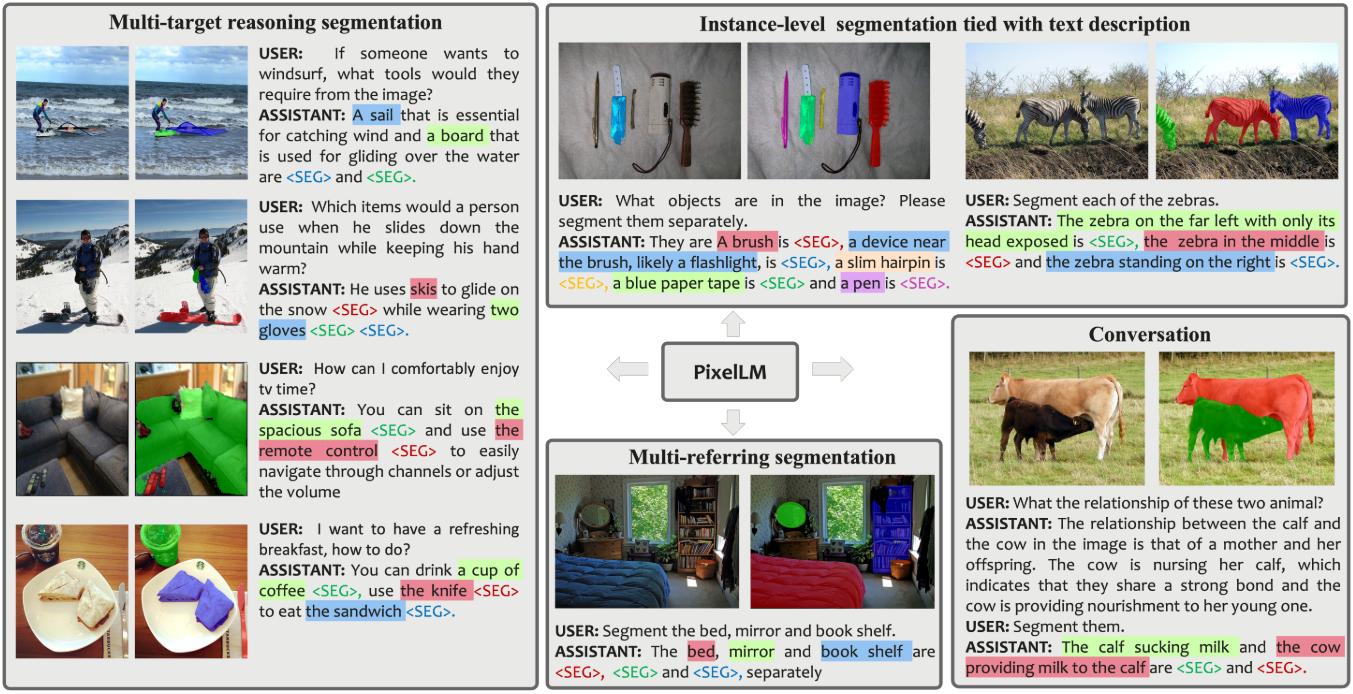 Multi-target reasoning segmentation
USER: If someone wants to
windsurf, what tools would they
require from the image?
ASSISTANT: A sail that is essential
for catching wind and a board that
is used for gliding over the water
are <SEG> and <SEG>.
USER: Which items would a person
use when he slides down the
mountain while keeping his hand
warm?
ASSISTANT: He uses skis to glide on
the snow <SEG> while wearing two
gloves <SEG> <SEG>.
USER: How can I comfortably enjoy
tv time?
ASSISTANT: You can sit on the
spacious sofa <SEG> and use the
remote control <SEG> to easily
navigate through channels or adjust
the volume
USER: I want to have a refreshing
breakfast, how to do?
ASSISTANT: You can drink a cup of
coffee <SEG>, use the knife <SEG>
to eat the sandwich <SEG>.
Instance-level segmentation tied with text description
USER: What objects are in the image? Please
segment them separately.
ASSISTANT: They are A brush is <SEG>, a device near
the brush, likely a flashlight, is <SEG>, a slim hairpin is
<SEG>, a blue paper tape is <SEG> and a pen is <SEG>.
USER: Segment each of the zebras.
ASSISTANT: The zebra on the far left with only its
head exposed is <SEG>, the zebra in the middle is
<SEG> and the zebra standing on the right is <SEG>.
PixelLM
Multi-referring segmentation
USER: Segment the bed, mirror and book shelf.
ASSISTANT: The bed, mirror and book shelf are
<SEG>, <SEG> and <SEG>, separately
Conversation
USER: What the relationship of these two animal?
ASSISTANT: The relationship between the calf and
the cow in the image is that of a mother and her
offspring. The cow is nursing her calf, which
indicates that they share a strong bond and the
cow is providing nourishment to her young one.
USER: Segment them.
ASSISTANT: The calf sucking milk and the cow
providing milk to the calf are <SEG> and <SEG>.